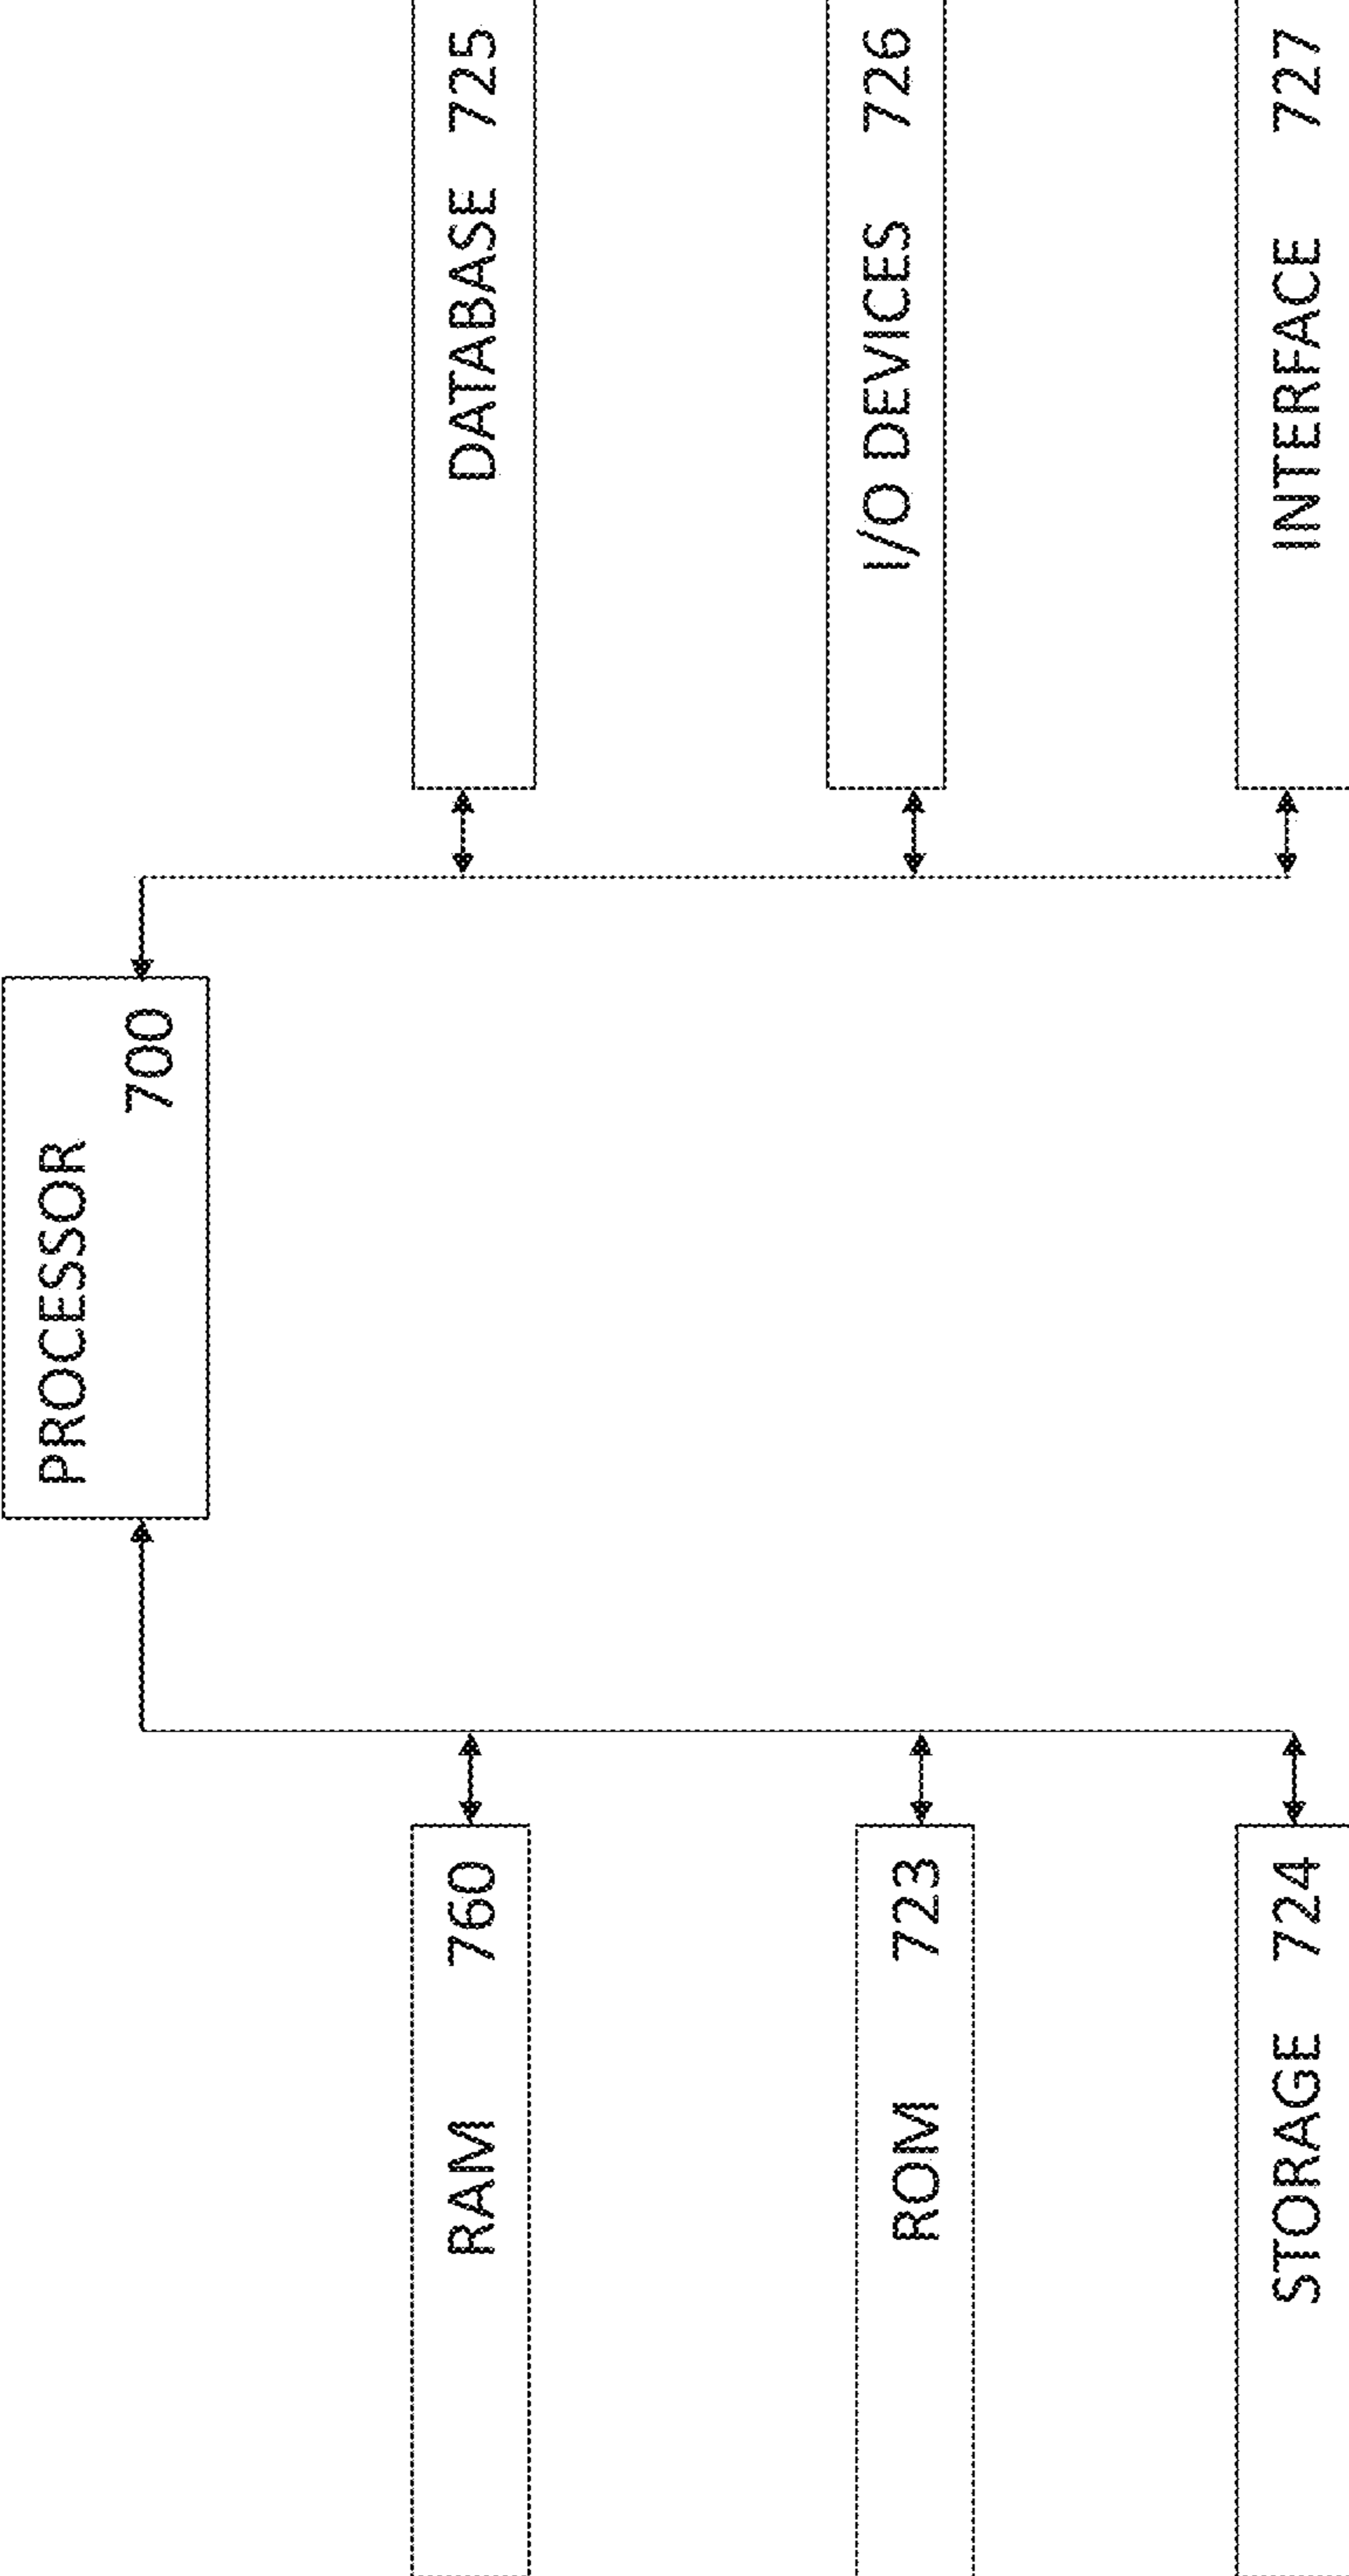 PROCESSOR
700
RAM 760
DATABASE 725
ROM 723
I/O DEVICES 726
STORAGE 724
INTERFACE 727